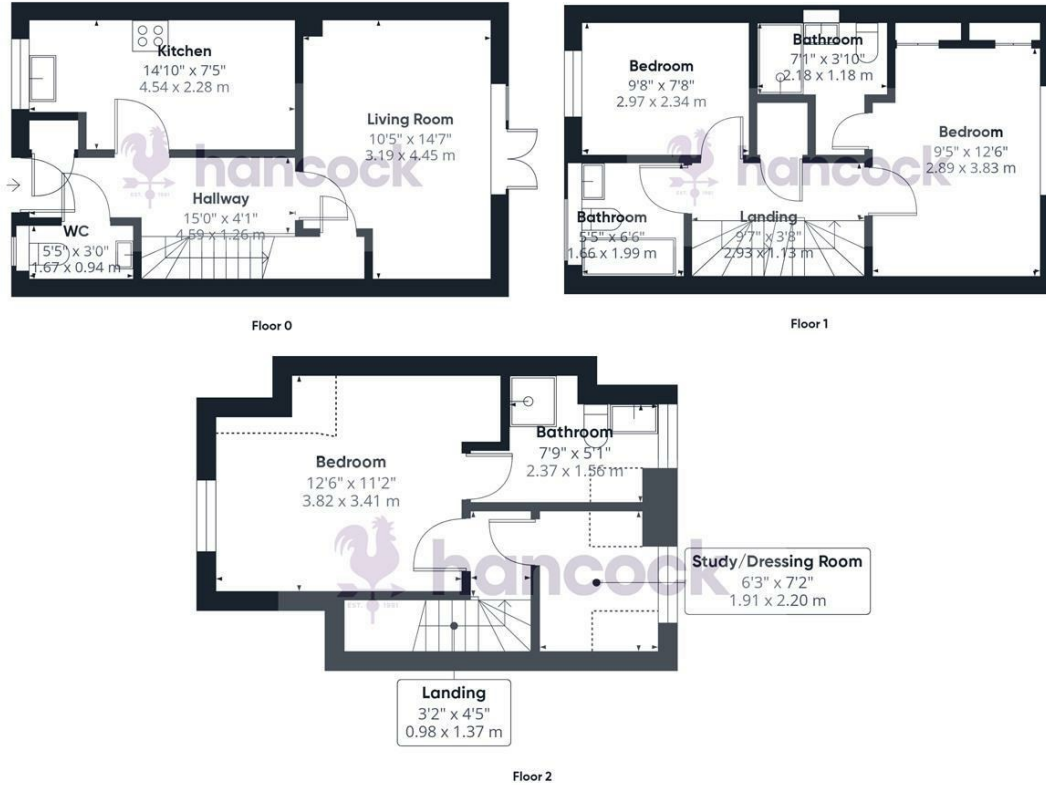 Kitchen
14'10" x 7'5"
4.54 x 2.28 m
Living Room
10'5" x 14'7"
3.19 x 4.45 m
hancock
EST. 1991
Hallway
15'0" x 4'1"
4.59 x 1.26 m
WC
5'5" x 3'0"
1.67 x 0.94 m
Floor 0
Bedroom
9'8" x 7'8"
2.97 x 2.34 m
Bathroom
7'1" x 3'10"
2.18 x 1.18 m
Bedroom
9'5" x 12'6"
2.89 x 3.83 m
hancock
EST. 1991
Bathroom
5'5" x 6'6"
1.66 x 1.99 m
Landing
9'7" x 3'8"
2.93 x 1.13 m
Floor 1
Bedroom
12'6" x 11'2"
3.82 x 3.41 m
Bathroom
7'9" x 5'1"
2.37 x 1.56 m
hancock
EST. 1991
Study/Dressing Room
6'3" x 7'2"
1.91 x 2.20 m
Landing
3'2" x 4'5"
0.98 x 1.37 m
Floor 2